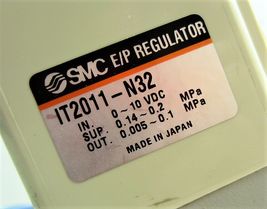 SMC E/P REGULATOR
IT2011-N32
IN. 0~10 VDC
SUP. 0.14~0.2 MPa
OUT. 0.005~0.1 MPa
MADE IN JAPAN